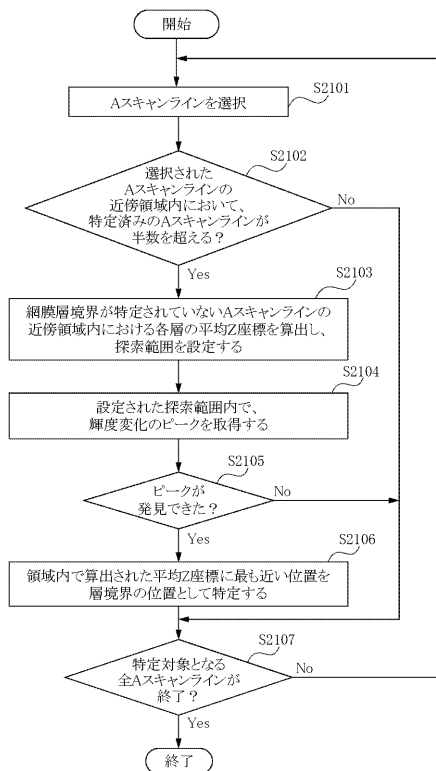 開始
S2101
Aスキャンラインを選択
S2102
選択された
Aスキャンラインの
近傍領域内において、
特定済みのAスキャンラインが
半数を超える？
No
Yes
S2103
網膜層境界が特定されていないAスキャンラインの
近傍領域内における各層の平均Z座標を算出し、
探索範囲を設定する
S2104
設定された探索範囲内で、
輝度変化のピークを取得する
S2105
ピークが
発見できた？
No
Yes
S2106
領域内で算出された平均Z座標に最も近い位置を
層境界の位置として特定する
S2107
特定対象となる
全Aスキャンラインが
終了？
No
Yes
終了